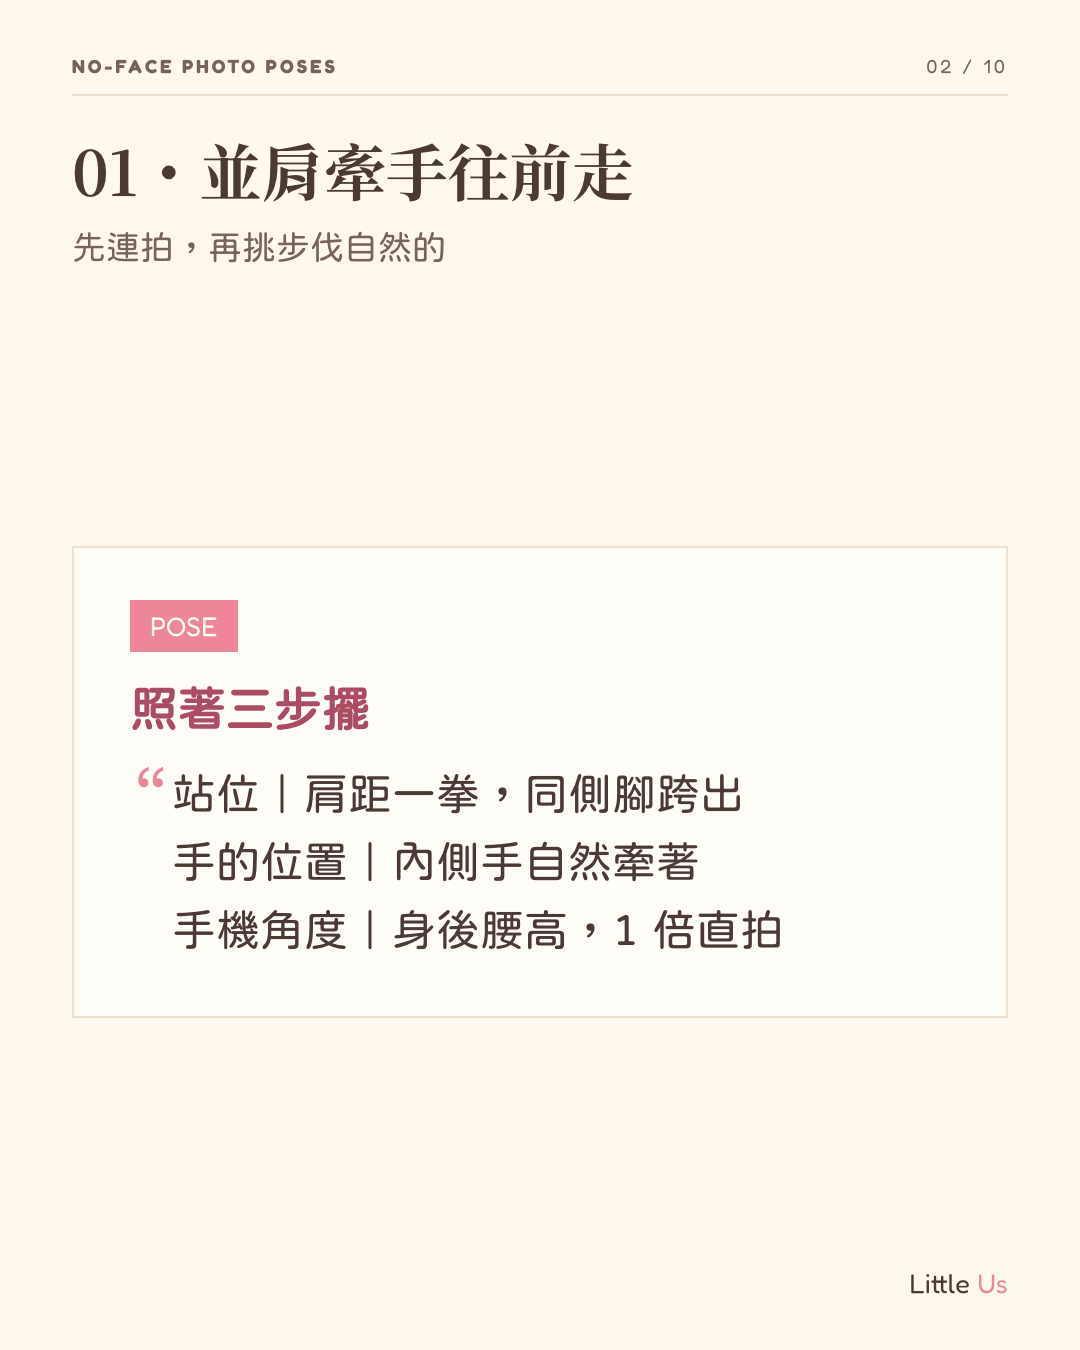 NO-FACE PHOTO POSES
02 / 10
01・並肩牽手往前走
先連拍，再挑步伐自然的
POSE
照著三步擺
“站位｜肩距一拳，同側腳跨出
手的位置｜內側手自然牽著
手機角度｜身後腰高，1 倍直拍
Little Us